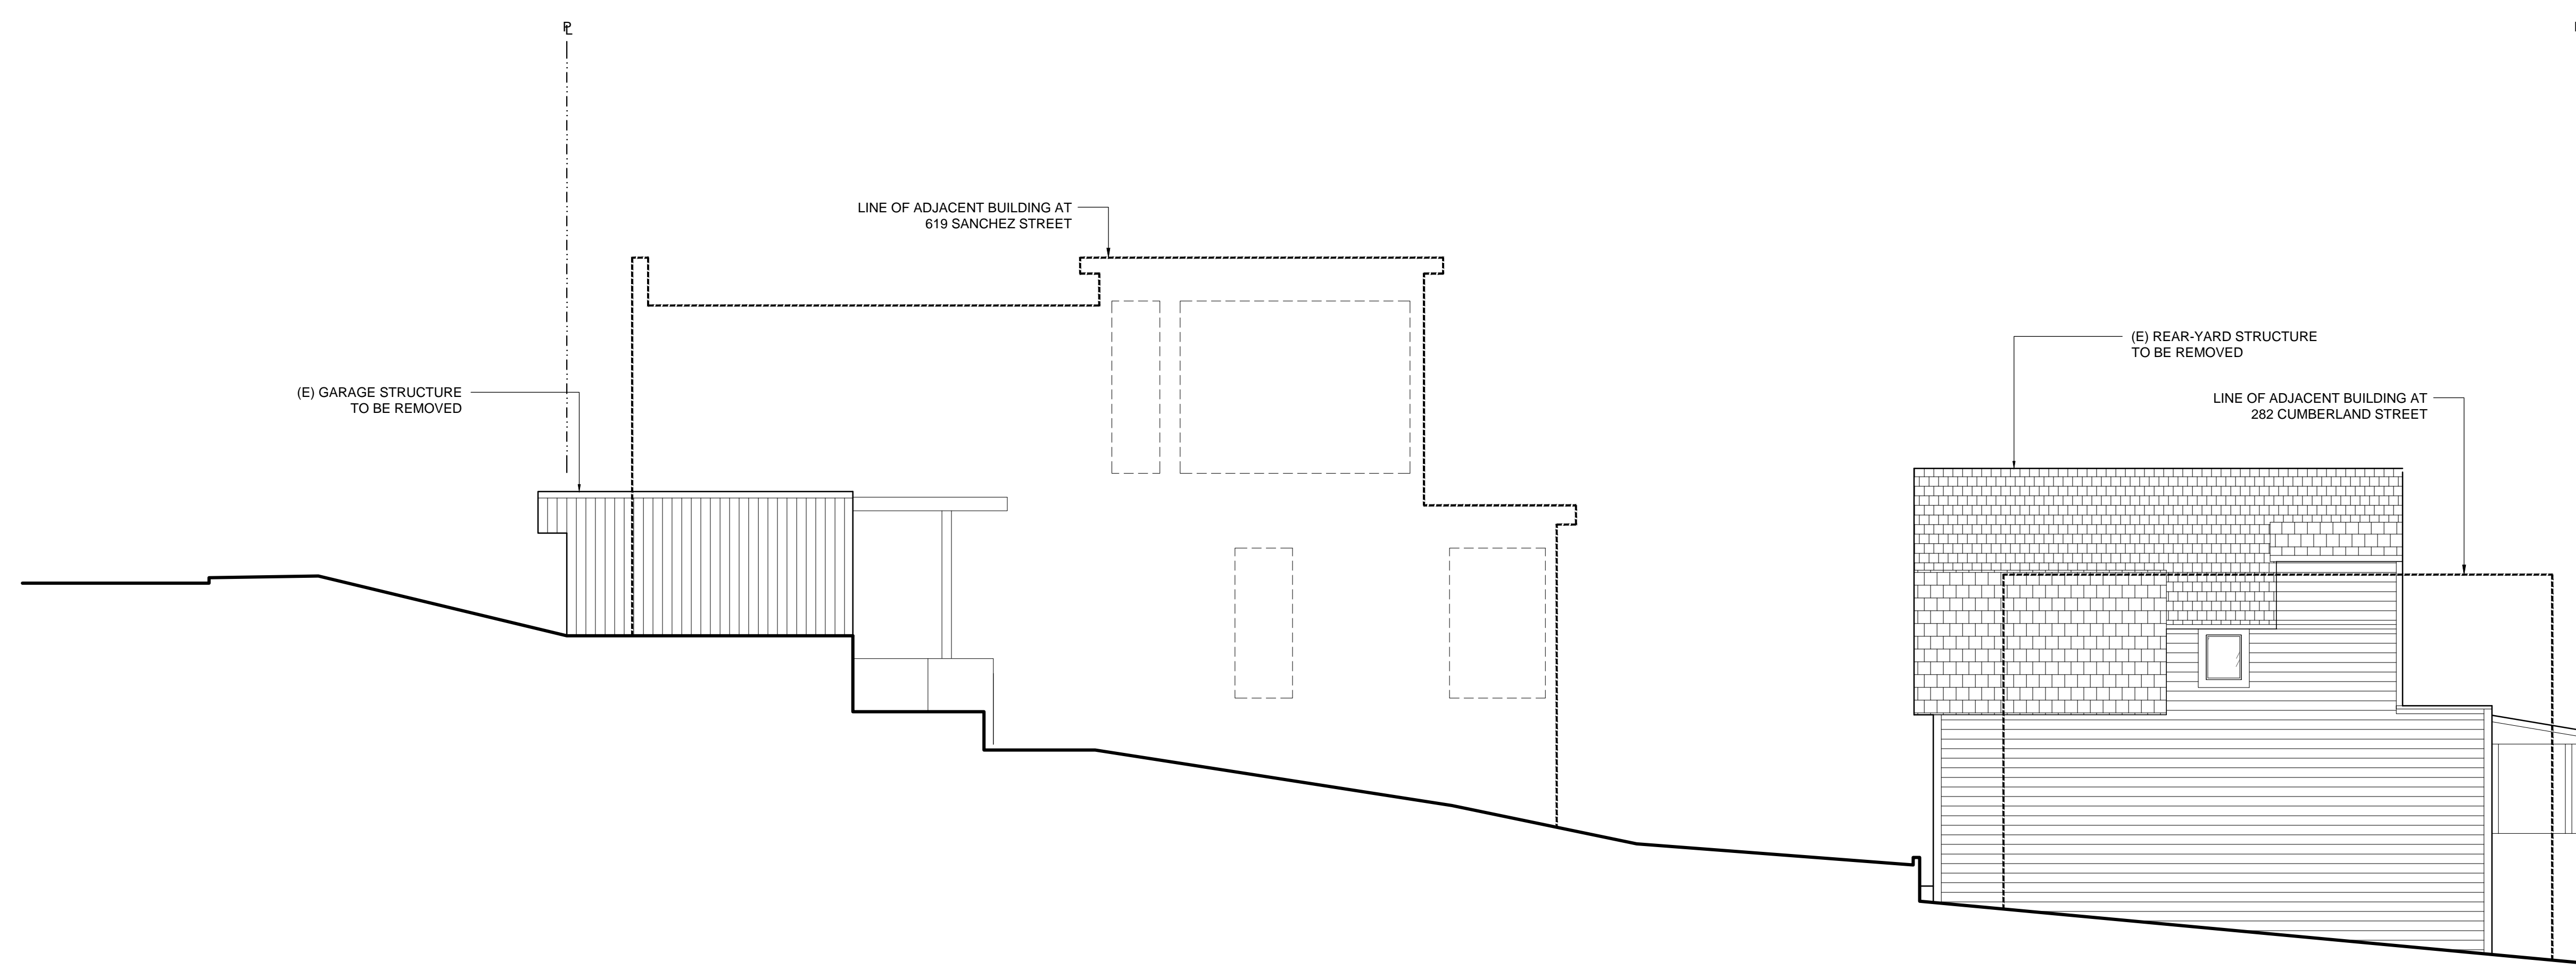 PL
LINE OF ADJACENT BUILDING AT
619 SANCHEZ STREET
(E) REAR-YARD STRUCTURE
TO BE REMOVED
(E) GARAGE STRUCTURE
TO BE REMOVED
LINE OF ADJACENT BUILDING AT
282 CUMBERLAND STREET